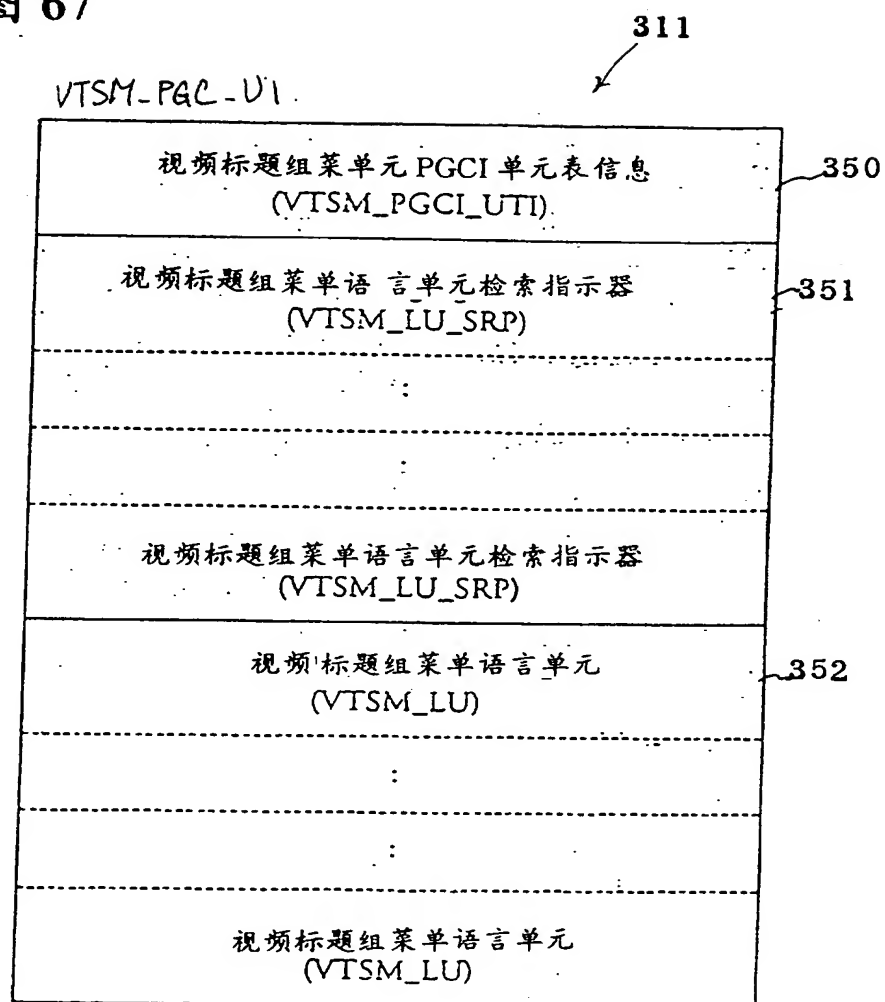 图 67
311
VTSM-PGC-UI
视频标题组菜单元 PGCI 单元表信息
(VTSM_PGCI_UTI)
350
视频标题组菜单语 言单元检索指示器
(VTSM_LU_SRP)
351
:
:
视频标题组菜单语言单元检索指示器
(VTSM_LU_SRP)
视频标题组菜单语言单元
(VTSM_LU)
352
:
:
视频标题组菜单语言单元
(VTSM_LU)